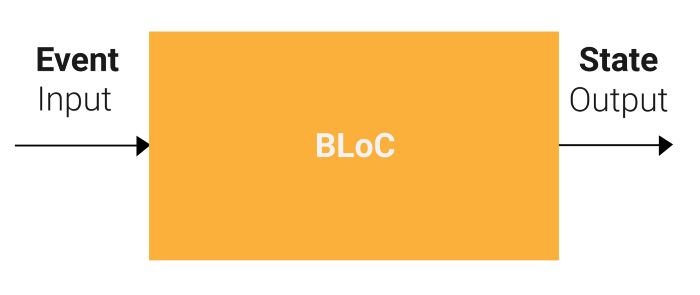 Event
Input
BLoC
State
Output